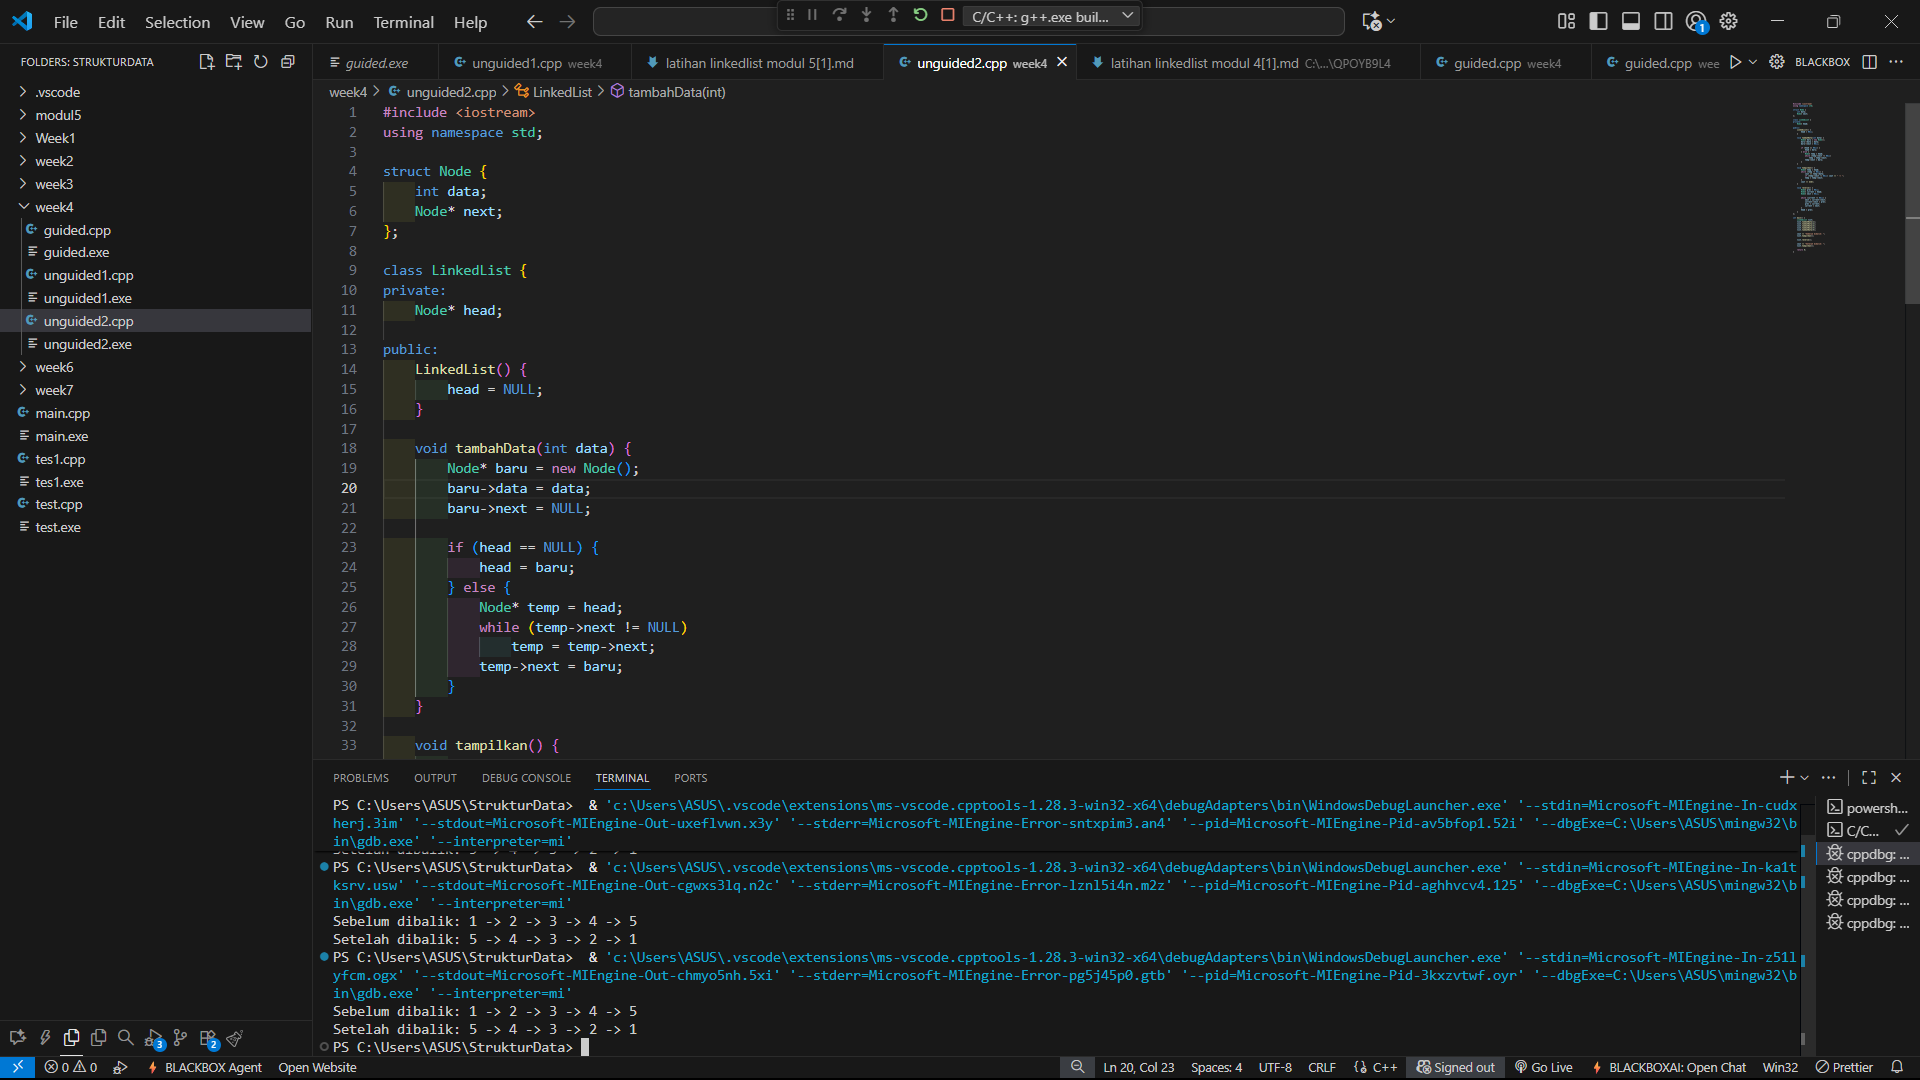 File Edit Selection View Go Run Terminal Help
C/C++: g++.exe buil...
1
FOLDERS: STRUKTURDATA
guided.exe
unguided1.cpp week4
latihan linkedlist modul 5[1].md
unguided2.cpp week4
latihan linkedlist modul 4[1].md C:\...\QPOYB9L4
guided.cpp week4
guided.cpp wee
BLACKBOX
.vscode
modul5
Week1
week2
week3
week4
guided.cpp
guided.exe
unguided1.cpp
unguided1.exe
unguided2.cpp
unguided2.exe
week6
week7
main.cpp
main.exe
tes1.cpp
tes1.exe
test.cpp
test.exe
week4 > unguided2.cpp > LinkedList > tambahData(int)
1 #include <iostream>
2 using namespace std;
3
4 struct Node {
5 int data;
6 Node* next;
7 };
8
9 class LinkedList {
10 private:
11 Node* head;
12
13 public:
14 LinkedList() {
15 head = NULL;
16 }
17
18 void tambahData(int data) {
19 Node* baru = new Node();
20 baru->data = data;
21 baru->next = NULL;
22
23 if (head == NULL) {
24 head = baru;
25 } else {
26 Node* temp = head;
27 while (temp->next != NULL)
28 temp = temp->next;
29 temp->next = baru;
30 }
31 }
32
33 void tampilkan() {
PROBLEMS OUTPUT DEBUG CONSOLE TERMINAL PORTS
PS C:\Users\ASUS\StrukturData> & 'c:\Users\ASUS\.vscode\extensions\ms-vscode.cpptools-1.28.3-win32-x64\debugAdapters\bin\WindowsDebugLauncher.exe' '--stdin=Microsoft-MIEngine-In-cudx
herj.3im' '--stdout=Microsoft-MIEngine-Out-uxeflvwn.x3y' '--stderr=Microsoft-MIEngine-Error-sntxpim3.an4' '--pid=Microsoft-MIEngine-Pid-av5bfop1.52i' '--dbgExe=C:\Users\ASUS\mingw32\b
in\gdb.exe' '--interpreter=mi'
Setelah dibalik: 5 -> 4 -> 3 -> 2 -> 1
PS C:\Users\ASUS\StrukturData> & 'c:\Users\ASUS\.vscode\extensions\ms-vscode.cpptools-1.28.3-win32-x64\debugAdapters\bin\WindowsDebugLauncher.exe' '--stdin=Microsoft-MIEngine-In-ka1t
ksrv.usw' '--stdout=Microsoft-MIEngine-Out-cgwxs3lq.n2c' '--stderr=Microsoft-MIEngine-Error-lznl5i4n.m2z' '--pid=Microsoft-MIEngine-Pid-aghhvcv4.125' '--dbgExe=C:\Users\ASUS\mingw32\b
in\gdb.exe' '--interpreter=mi'
Sebelum dibalik: 1 -> 2 -> 3 -> 4 -> 5
Setelah dibalik: 5 -> 4 -> 3 -> 2 -> 1
PS C:\Users\ASUS\StrukturData> & 'c:\Users\ASUS\.vscode\extensions\ms-vscode.cpptools-1.28.3-win32-x64\debugAdapters\bin\WindowsDebugLauncher.exe' '--stdin=Microsoft-MIEngine-In-z51l
yfcm.ogx' '--stdout=Microsoft-MIEngine-Out-chmyo5nh.5xi' '--stderr=Microsoft-MIEngine-Error-pg5j45p0.gtb' '--pid=Microsoft-MIEngine-Pid-3kxzvtwf.oyr' '--dbgExe=C:\Users\ASUS\mingw32\b
in\gdb.exe' '--interpreter=mi'
Sebelum dibalik: 1 -> 2 -> 3 -> 4 -> 5
Setelah dibalik: 5 -> 4 -> 3 -> 2 -> 1
PS C:\Users\ASUS\StrukturData>
powersh...
C/C...
cppdbg: ...
cppdbg: ...
cppdbg: ...
cppdbg: ...
3
2
0 0 BLACKBOX Agent Open Website
Ln 20, Col 23 Spaces: 4 UTF-8 CRLF {} C++ Signed out Go Live BLACKBOXAI: Open Chat Win32 Prettier